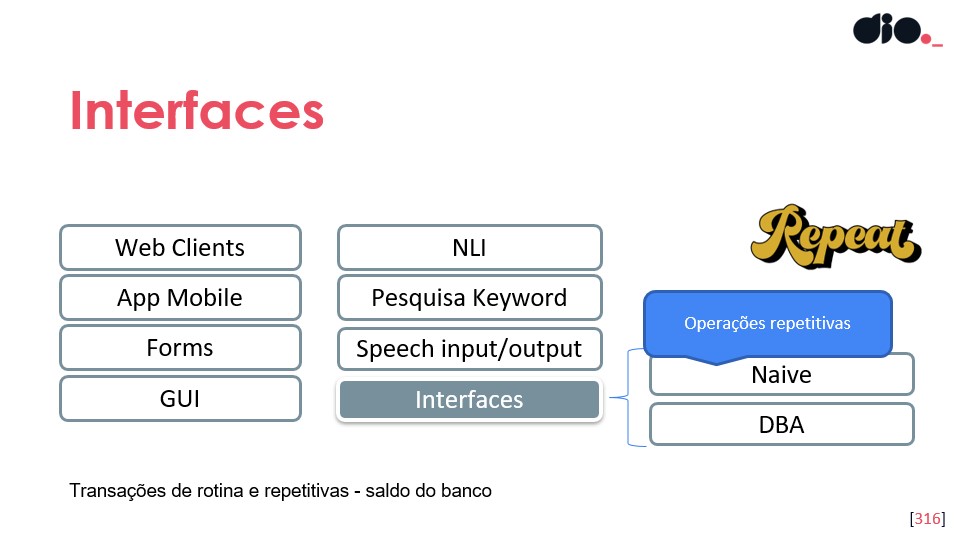 dio._
Interfaces
Web Clients
App Mobile
Forms
GUI
NLI
Pesquisa Keyword
Speech input/output
Interfaces
Repeat
Operações repetitivas
Naive
DBA
Transações de rotina e repetitivas - saldo do banco
[316]